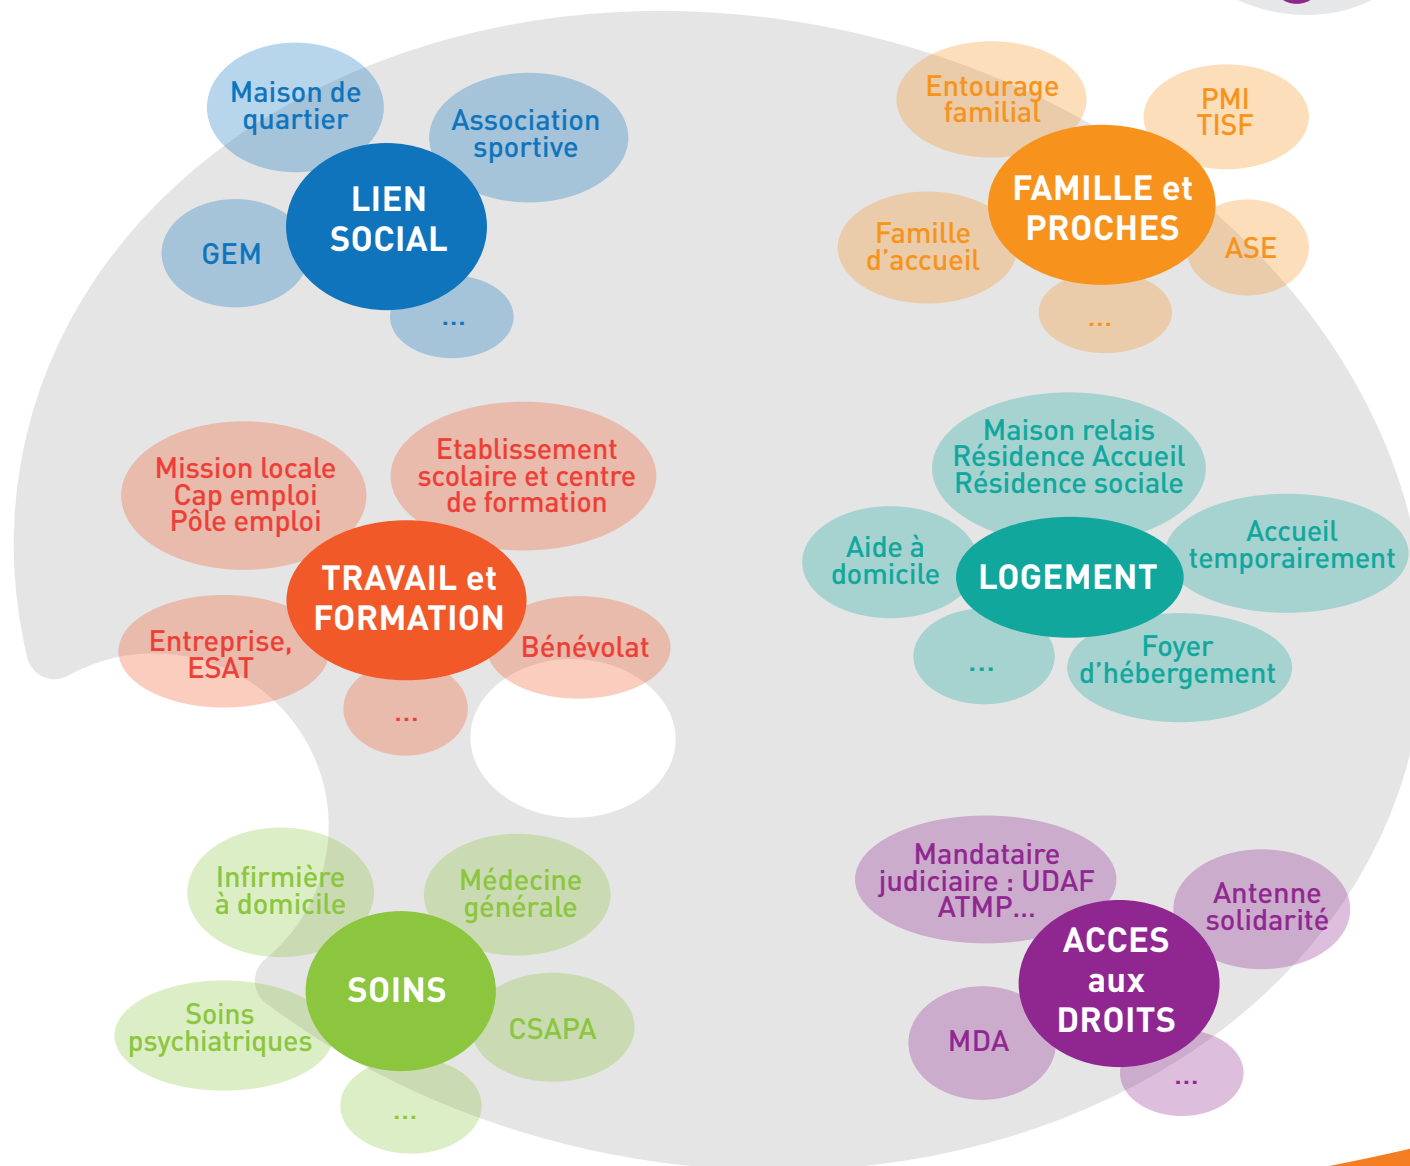 Maison de
quartier
Association
sportive
LIEN
SOCIAL
GEM
...
Entourage
familial
PMI
TISF
FAMILLE et
PROCHES
Famille
d'accueil
ASE
...
Mission locale
Cap emploi
Pôle emploi
Etablissement
scolaire et centre
de formation
TRAVAIL et
FORMATION
Entreprise,
ESAT
Bénévolat
...
Maison relais
Résidence Accueil
Résidence sociale
Aide à
domicile
LOGEMENT
Accueil
temporairement
...
Foyer
d'hébergement
Infirmière
à domicile
Médecine
générale
SOINS
Soins
psychiatriques
CSAPA
...
Mandataire
judiciaire : UDAF
ATMP...
Antenne
solidarité
ACCES
aux
DROITS
MDA
...